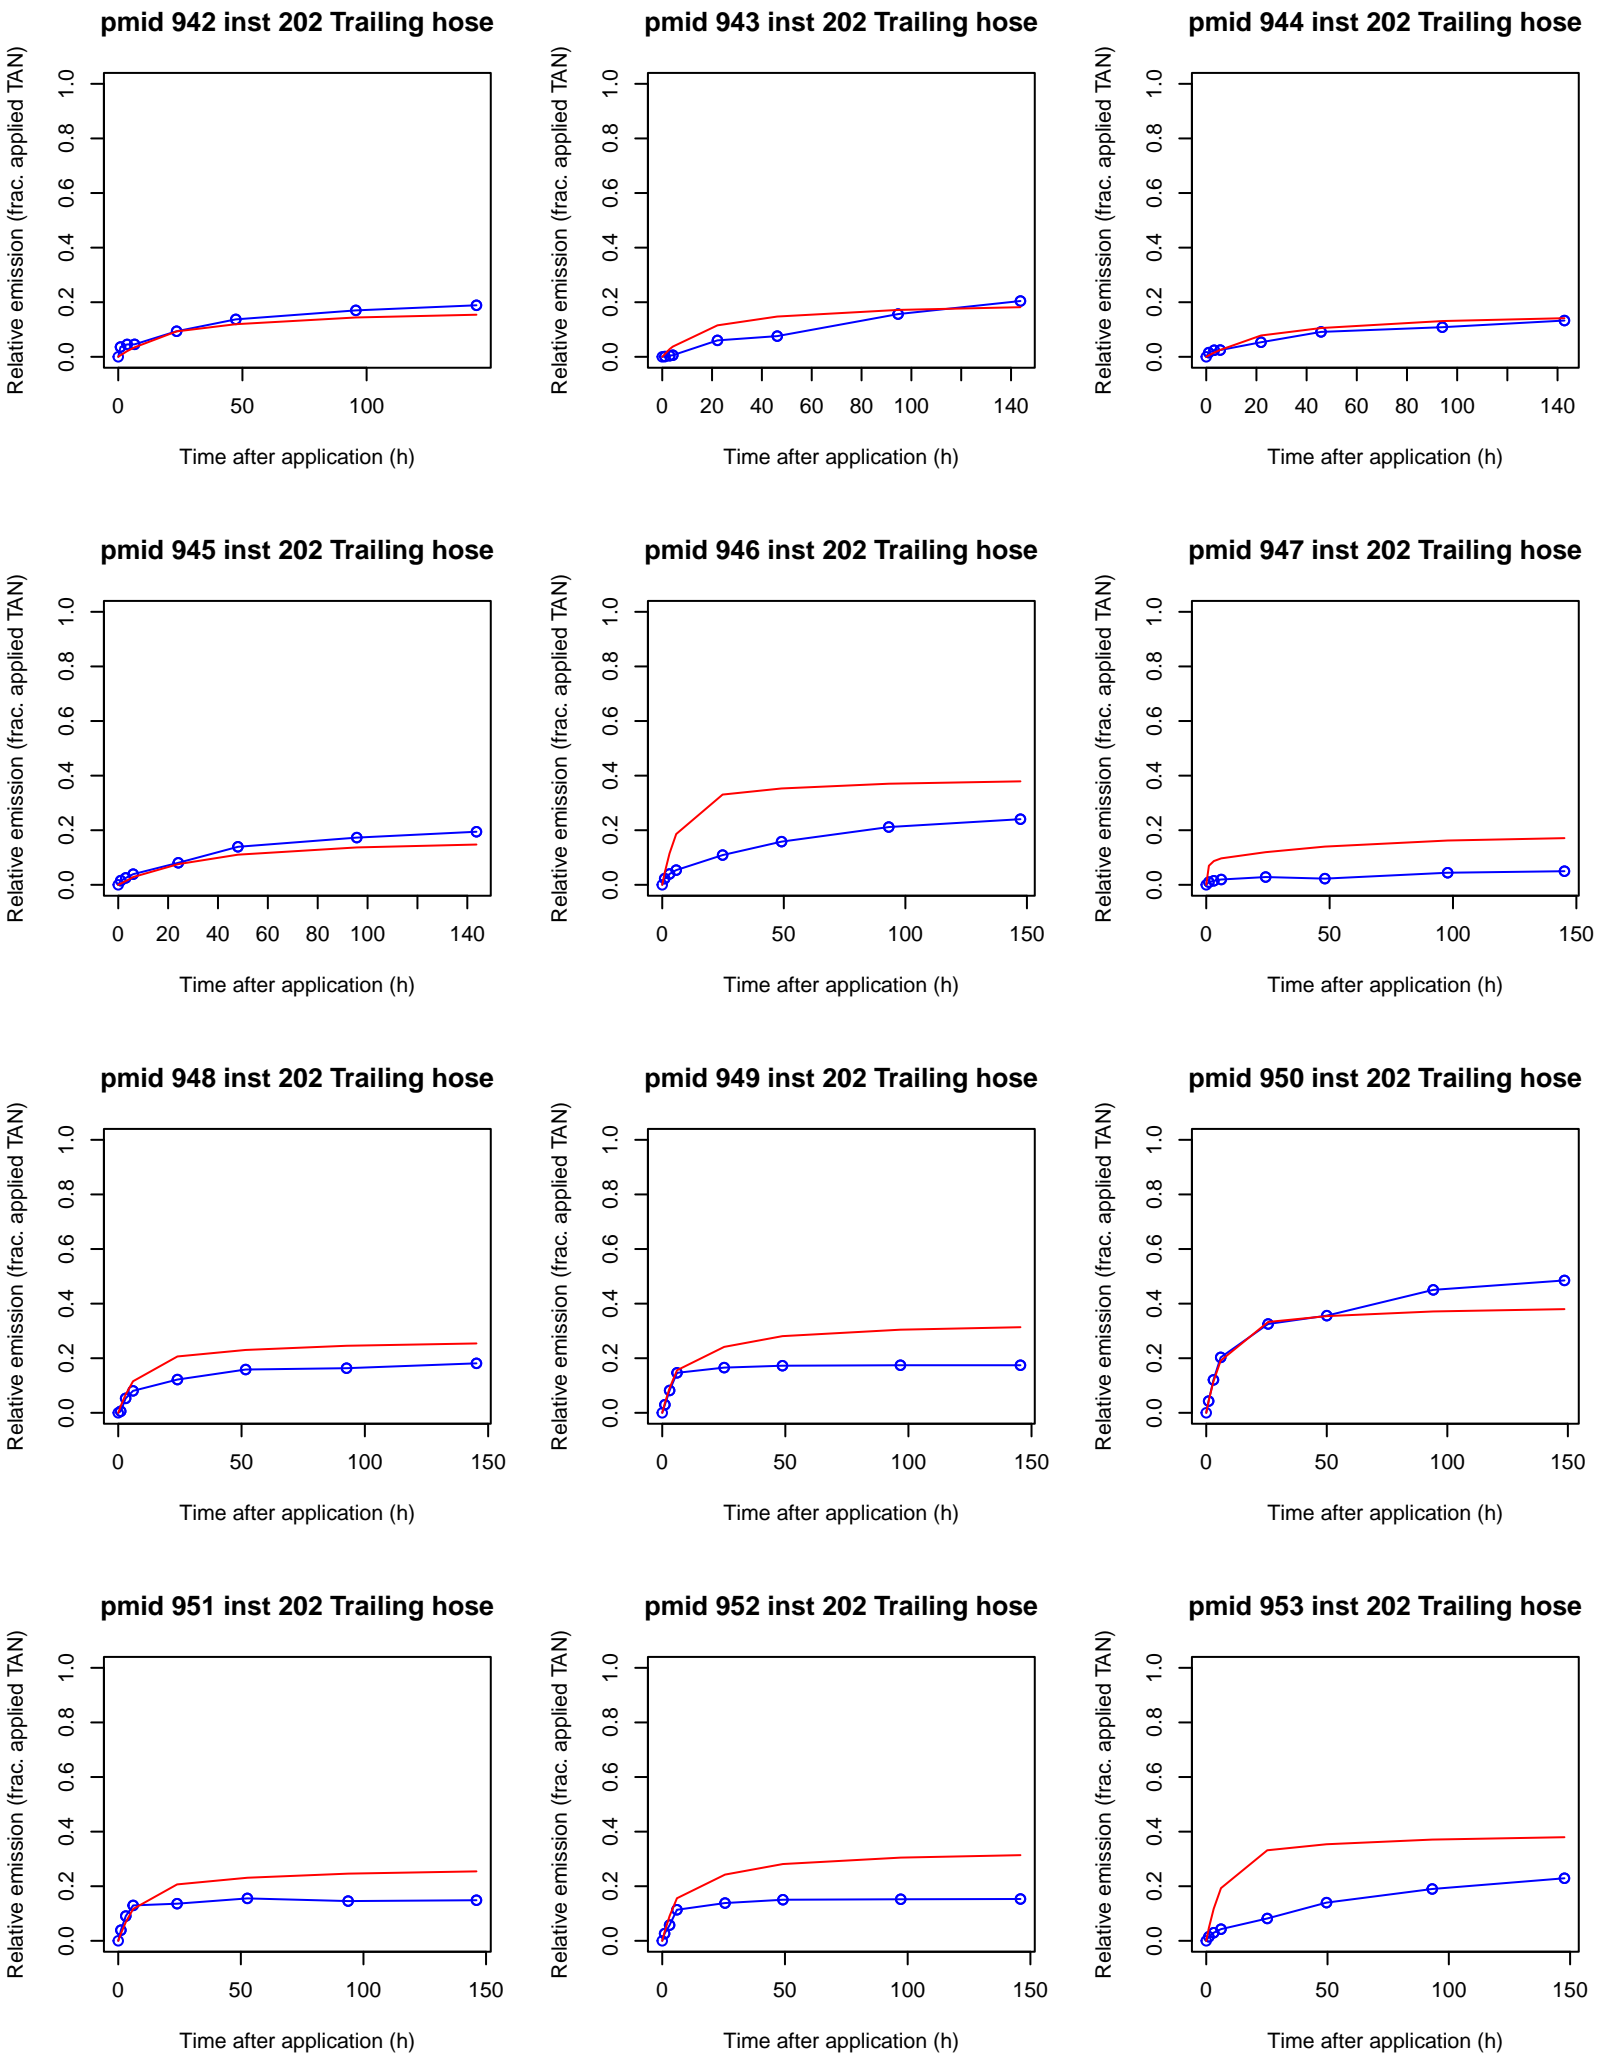 pmid 942 inst 202 Trailing hose
Relative emission (frac. applied TAN)
0.0 0.2 0.4 0.6 0.8 1.0
0 50 100
Time after application (h)
pmid 943 inst 202 Trailing hose
Relative emission (frac. applied TAN)
0.0 0.2 0.4 0.6 0.8 1.0
0 20 40 60 80 100 140
Time after application (h)
pmid 944 inst 202 Trailing hose
Relative emission (frac. applied TAN)
0.0 0.2 0.4 0.6 0.8 1.0
0 20 40 60 80 100 140
Time after application (h)
pmid 945 inst 202 Trailing hose
Relative emission (frac. applied TAN)
0.0 0.2 0.4 0.6 0.8 1.0
0 20 40 60 80 100 140
Time after application (h)
pmid 946 inst 202 Trailing hose
Relative emission (frac. applied TAN)
0.0 0.2 0.4 0.6 0.8 1.0
0 50 100 150
Time after application (h)
pmid 947 inst 202 Trailing hose
Relative emission (frac. applied TAN)
0.0 0.2 0.4 0.6 0.8 1.0
0 50 100 150
Time after application (h)
pmid 948 inst 202 Trailing hose
Relative emission (frac. applied TAN)
0.0 0.2 0.4 0.6 0.8 1.0
0 50 100 150
Time after application (h)
pmid 949 inst 202 Trailing hose
Relative emission (frac. applied TAN)
0.0 0.2 0.4 0.6 0.8 1.0
0 50 100 150
Time after application (h)
pmid 950 inst 202 Trailing hose
Relative emission (frac. applied TAN)
0.0 0.2 0.4 0.6 0.8 1.0
0 50 100 150
Time after application (h)
pmid 951 inst 202 Trailing hose
Relative emission (frac. applied TAN)
0.0 0.2 0.4 0.6 0.8 1.0
0 50 100 150
Time after application (h)
pmid 952 inst 202 Trailing hose
Relative emission (frac. applied TAN)
0.0 0.2 0.4 0.6 0.8 1.0
0 50 100 150
Time after application (h)
pmid 953 inst 202 Trailing hose
Relative emission (frac. applied TAN)
0.0 0.2 0.4 0.6 0.8 1.0
0 50 100 150
Time after application (h)